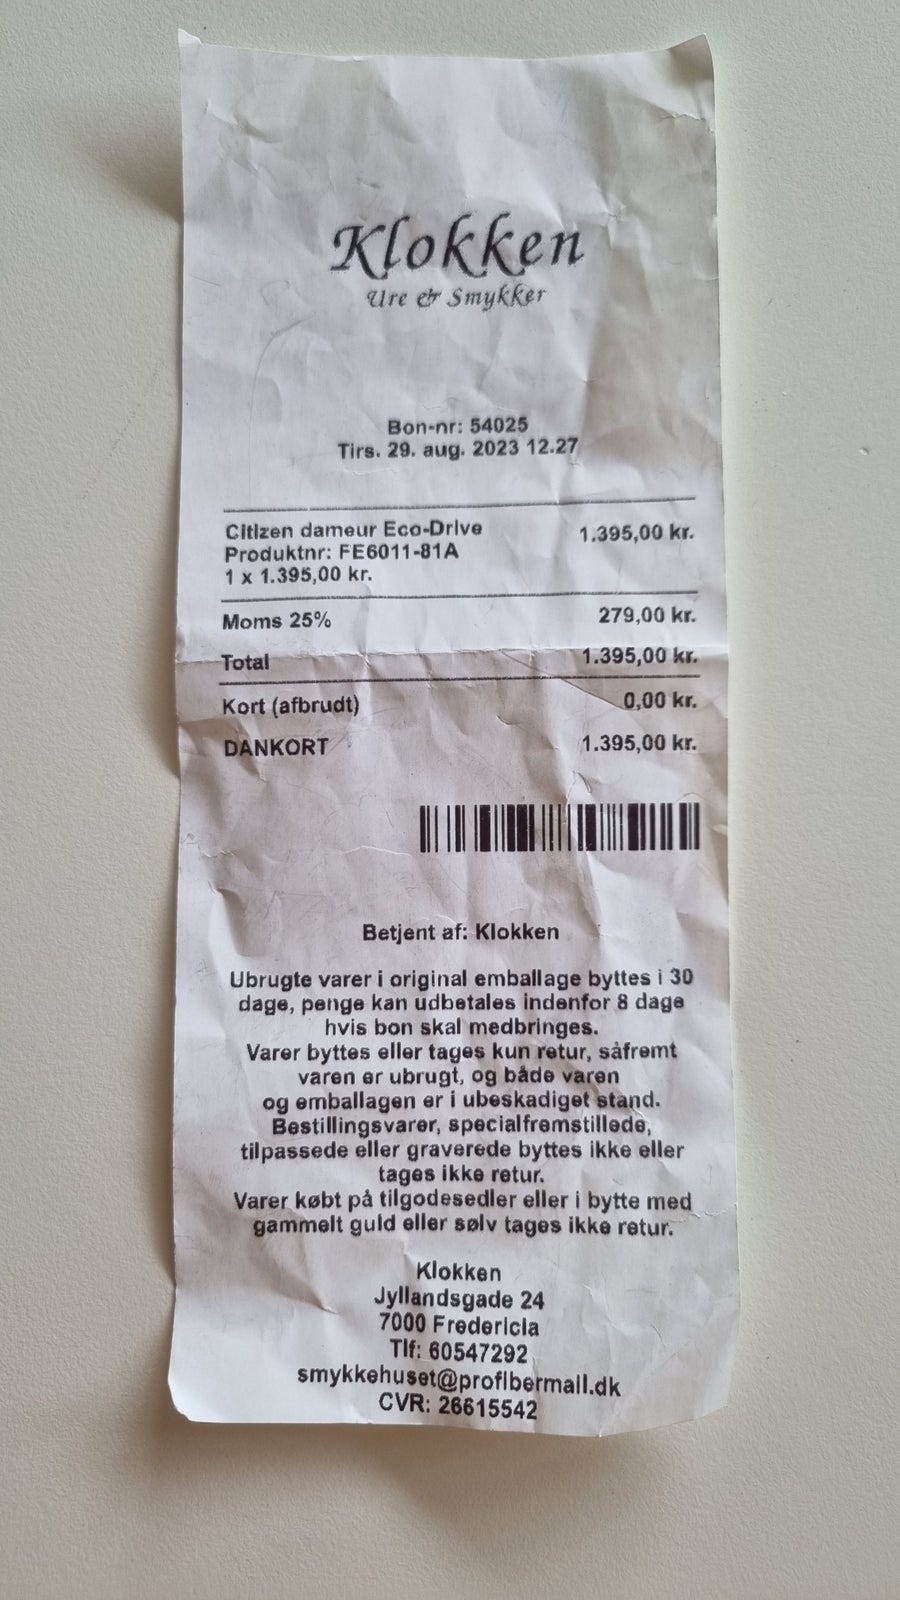 Klokken
Ure & Smykker
Bon-nr: 54025
Tirs. 29. aug. 2023 12.27
Citizen dameur Eco-Drive 1.395,00 kr.
Produktnr: FE6011-81A
1 x 1.395,00 kr.
Moms 25% 279,00 kr.
Total 1.395,00 kr.
Kort (afbrudt) 0,00 kr.
DANKORT 1.395,00 kr.
Betjent af: Klokken
Ubrugte varer i original emballage byttes i 30
dage, penge kan udbetales indenfor 8 dage
hvis bon skal medbringes.
Varer byttes eller tages kun retur, såfremt
varen er ubrugt, og både varen
og emballagen er i ubeskadiget stand.
Bestillingsvarer, specialfremstillede,
tilpassede eller graverede byttes ikke eller
tages ikke retur.
Varer købt på tilgodesedler eller i bytte med
gammelt guld eller sølv tages ikke retur.
Klokken
Jyllandsgade 24
7000 Fredericia
Tlf: 60547292
smykkehuset@profibermail.dk
CVR: 26615542